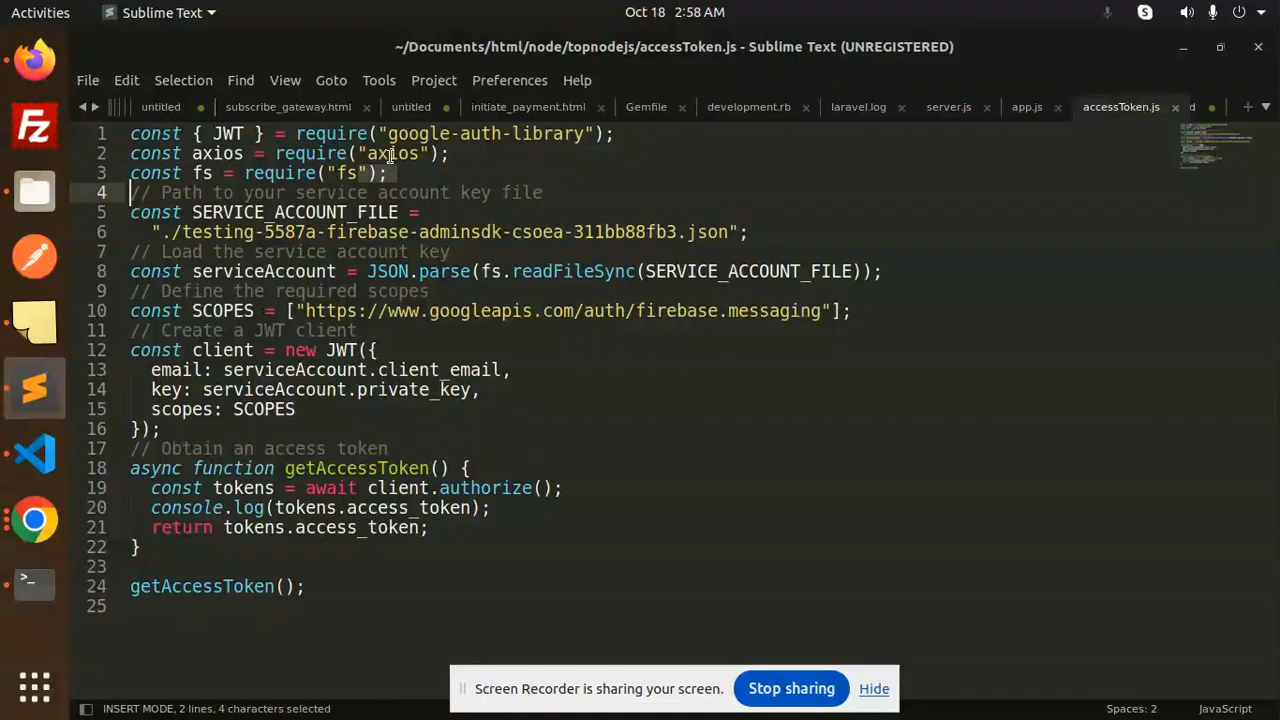 Activities
Sublime Text
Oct 18 2:58 AM
~/Documents/html/node/topnodejs/accessToken.js - Sublime Text (UNREGISTERED)
File Edit Selection Find View Goto Tools Project Preferences Help
untitled subscribe_gateway.html untitled initiate_payment.html Gemfile development.rb laravel.log server.js app.js accessToken.js d
1 const { JWT } = require("google-auth-library");
2 const axios = require("axios");
3 const fs = require("fs");
4 // Path to your service account key file
5 const SERVICE_ACCOUNT_FILE =
6 "./testing-5587a-firebase-adminsdk-csoea-311bb88fb3.json";
7 // Load the service account key
8 const serviceAccount = JSON.parse(fs.readFileSync(SERVICE_ACCOUNT_FILE));
9 // Define the required scopes
10 const SCOPES = ["https://www.googleapis.com/auth/firebase.messaging"];
11 // Create a JWT client
12 const client = new JWT({
13 email: serviceAccount.client_email,
14 key: serviceAccount.private_key,
15 scopes: SCOPES
16 });
17 // Obtain an access token
18 async function getAccessToken() {
19 const tokens = await client.authorize();
20 console.log(tokens.access_token);
21 return tokens.access_token;
22 }
23
24 getAccessToken();
25
Screen Recorder is sharing your screen. Stop sharing Hide
INSERT MODE, 2 lines, 4 characters selected
Spaces: 2
JavaScript